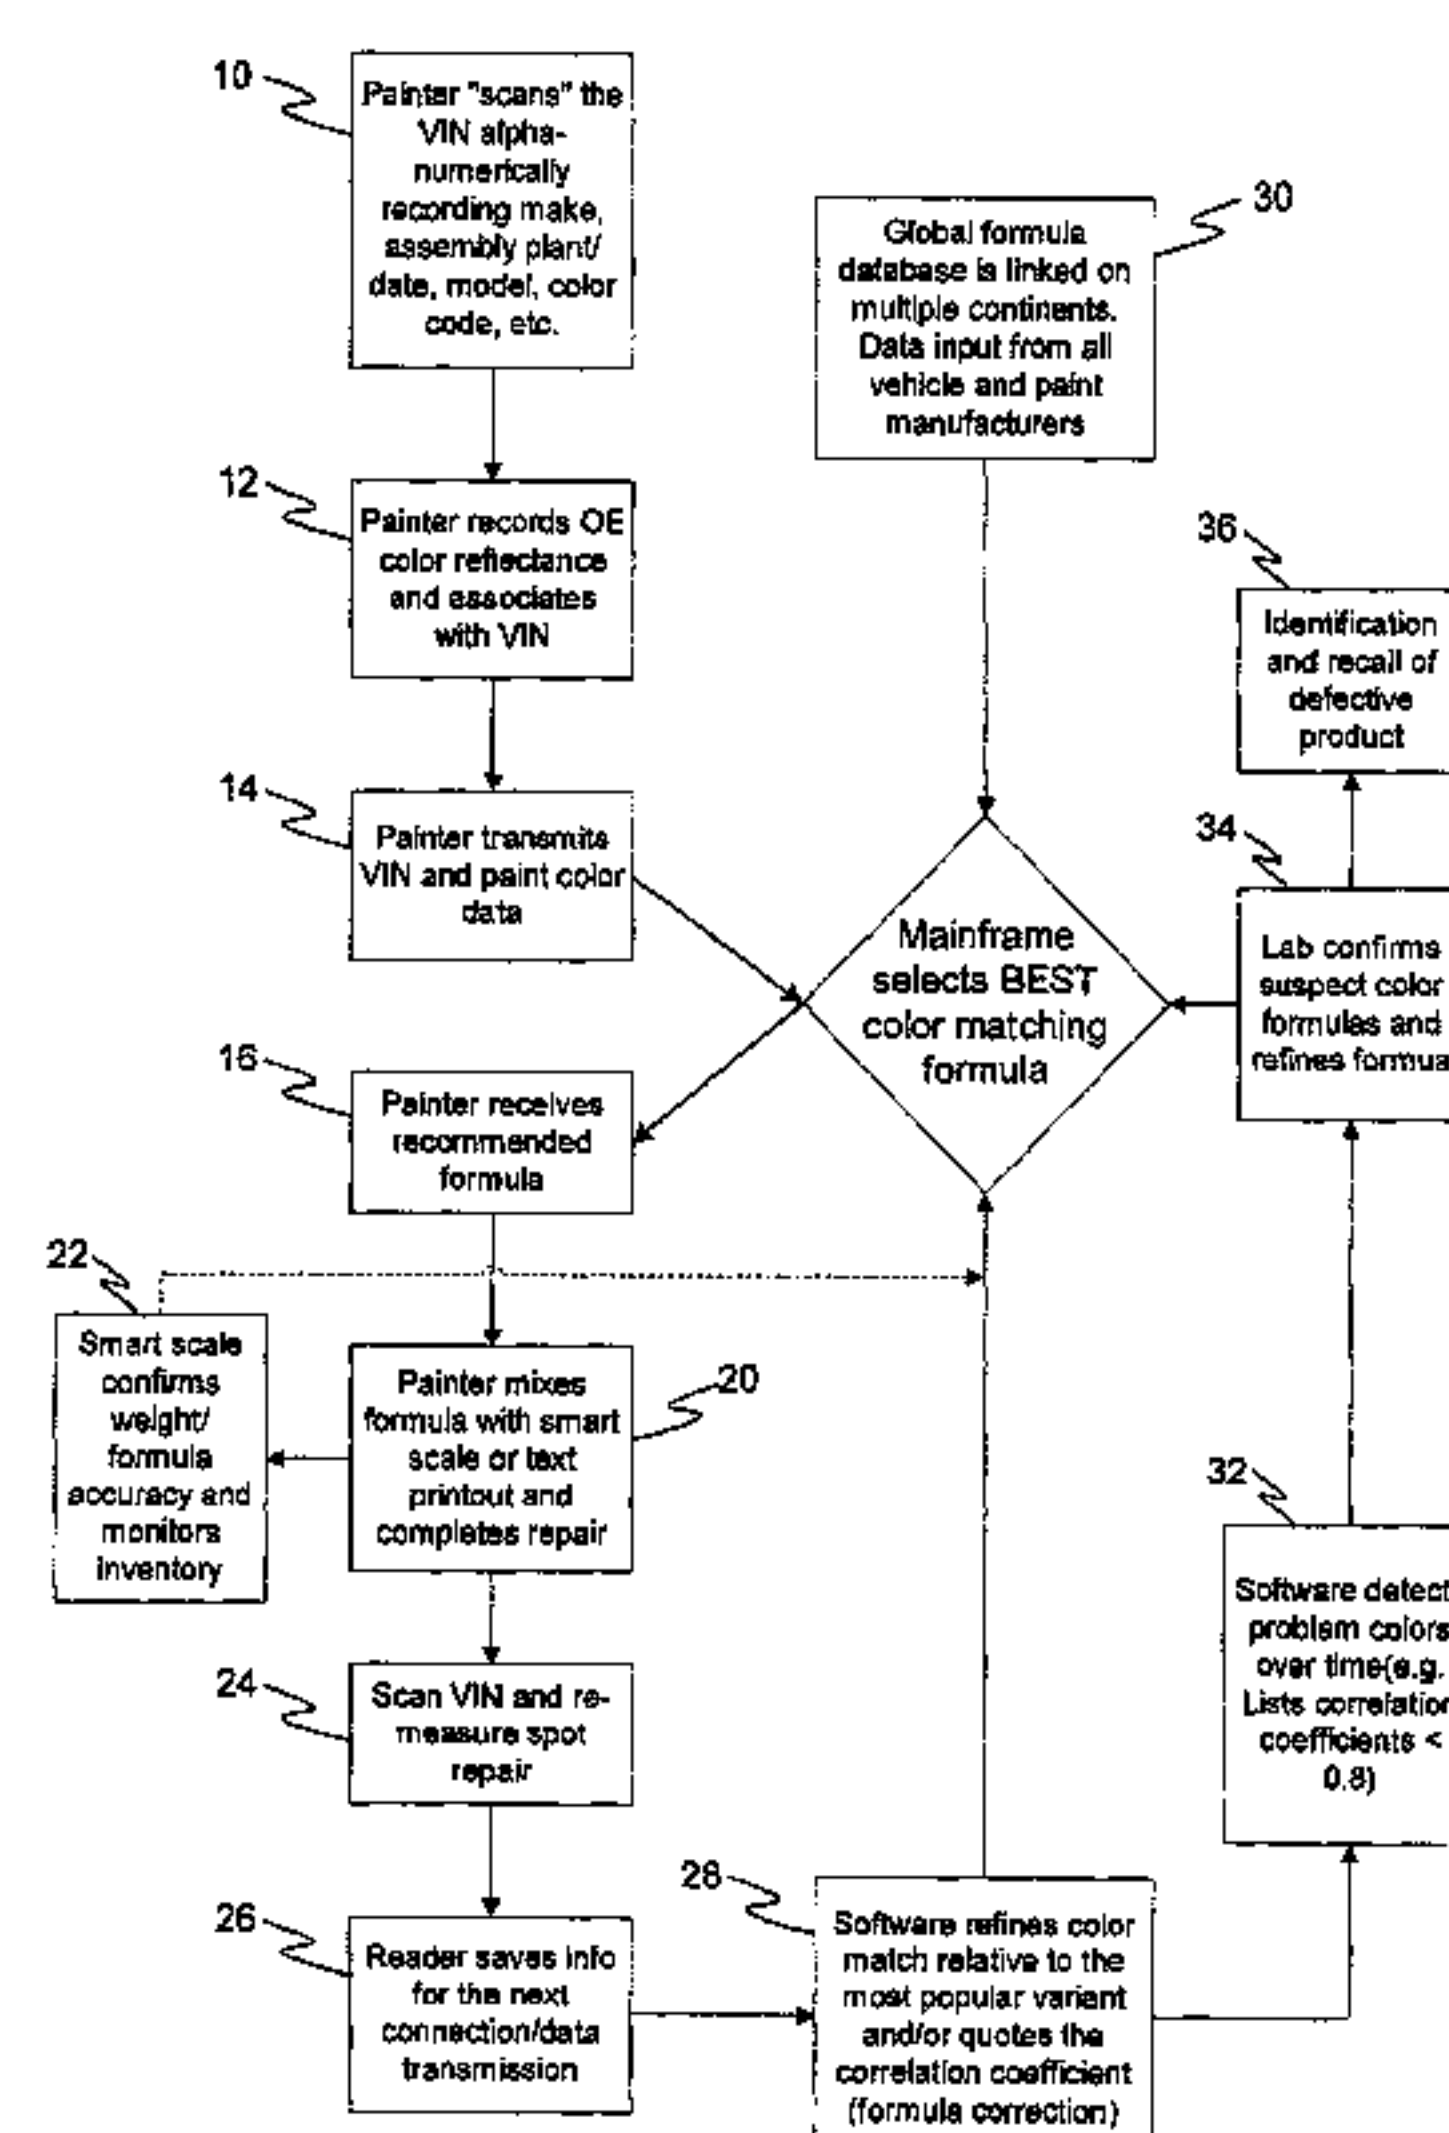 10
Painter "scans" the
VIN alpha-
numerically
recording make,
assembly plant/
date, model, color
code, etc.
12
Painter records OE
color reflectance
and associates
with VIN
14
Painter transmits
VIN and paint color
data
16
Painter receives
recommended
formula
22
Smart scale
confirms
weight/
formula
accuracy and
monitors
inventory
20
Painter mixes
formula with smart
scale or text
printout and
completes repair
24
Scan VIN and re-
measure spot
repair
26
Reader saves info
for the next
connection/data
transmission
30
Global formula
database is linked on
multiple continents.
Data input from all
vehicle and paint
manufacturers
Mainframe
selects BEST
color matching
formula
28
Software refines color
match relative to the
most popular variant
and/or quotes the
correlation coefficient
(formula correction)
36
Identification
and recall of
defective
product
34
Lab confirms
suspect color
formulas and
refines formua
32
Software detect
problem colors
over time(e.g.
Lists correlation
coefficients <
0.8)